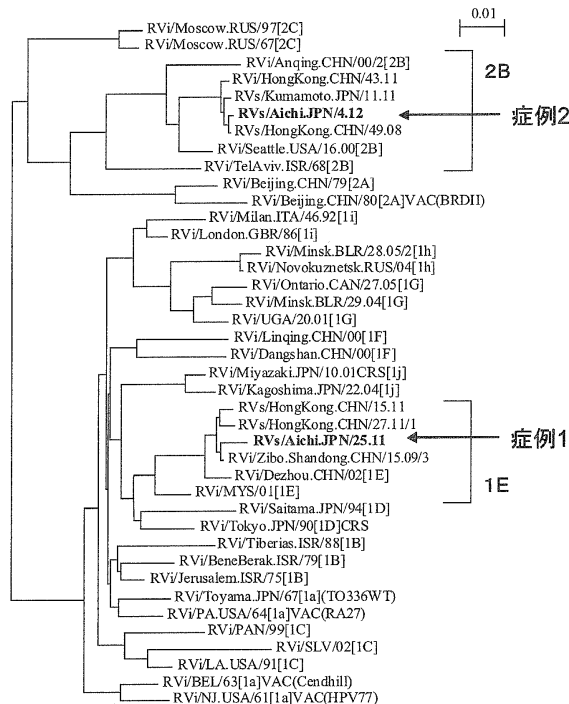 0.01
RVi/Moscow.RUS/97[2C]
RVi/Moscow.RUS/67[2C]
RVi/Anqing.CHN/00/2[2B]
RVi/HongKong.CHN/43.11
RVs/Kumamoto.JPN/11.11
RVs/Aichi.JPN/4.12
RVs/HongKong.CHN/49.08
RVi/Seattle.USA/16.00[2B]
RVi/TelAviv.ISR/68[2B]
2B
症例2
RVi/Beijing.CHN/79[2A]
RVi/Beijing.CHN/80[2A]VAC(BRDII)
RVi/Milan.ITA/46.92[1i]
RVi/London.GBR/86[1i]
RVi/Minsk.BLR/28.05/2[1h]
RVi/Novokuznetsk.RUS/04[1h]
RVi/Ontario.CAN/27.05[1G]
RVi/Minsk.BLR/29.04[1G]
RVi/UGA/20.01[1G]
RVi/Linqing.CHN/00[1F]
RVi/Dangshan.CHN/00[1F]
RVi/Miyazaki.JPN/10.01CRS[1j]
RVi/Kagoshima.JPN/22.04[1j]
RVs/HongKong.CHN/15.11
RVs/HongKong.CHN/27.11/1
RVs/Aichi.JPN/25.11
RVi/Zibo.Shandong.CHN/15.09/3
RVi/Dezhou.CHN/02[1E]
RVi/MYS/01[1E]
症例1
1E
RVi/Saitama.JPN/94[1D]
RVi/Tokyo.JPN/90[1D]CRS
RVi/Tiberias.ISR/88[1B]
RVi/BeneBerak.ISR/79[1B]
RVi/Jerusalem.ISR/75[1B]
RVi/Toyama.JPN/67[1a](TO336WT)
RVi/PA.USA/64[1a]VAC(RA27)
RVi/PAN/99[1C]
RVi/SLV/02[1C]
RVi/LA.USA/91[1C]
RVi/BEL/63[1a]VAC(Cendhill)
RVi/NJ.USA/61[1a]VAC(HPV77)